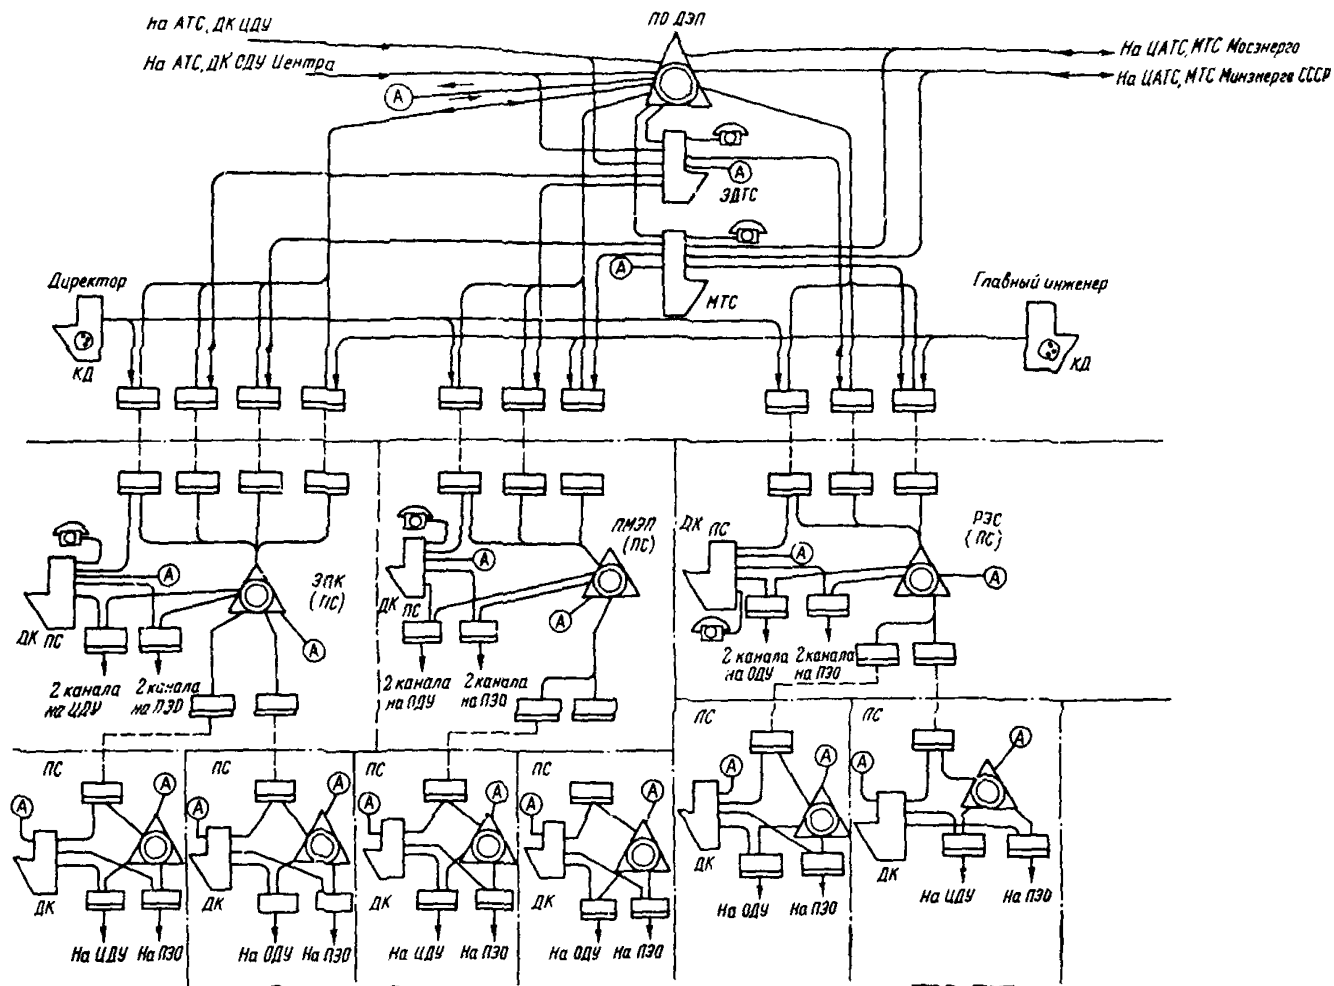 На АТС, ДК ЦДУ
ПО ДЭП
На АТС, ДК ОДУ Центра
На ЦАТС, МТС Мосэнерго
На ЦАТС, МТС Минэнерго СССР
А
А
ЭДТС
А
МТС
Директор
КД
Главный инженер
КД
ЭПК
(ПС)
А
А
ДК ПС
2 канала
на ЦДУ
2 канала
на ПЭО
ПМЭП
(ПС)
А
А
ДК ПС
2 канала
на ОДУ
2 канала
на ПЭО
ДК ПС
РЭС
(ПС)
А
А
2 канала
на ОДУ
2 канала
на ПЭО
ПС
А
А
ДК
На ЦДУ
На ПЭО
ПС
А
А
ДК
На ОДУ
На ПЭО
ПС
А
А
ДК
На ЦДУ
На ПЭО
ПС
А
А
ДК
На ОДУ
На ПЭО
ПС
А
А
ДК
На ОДУ
На ПЭО
ПС
А
А
ДК
На ЦДУ
На ПЭО